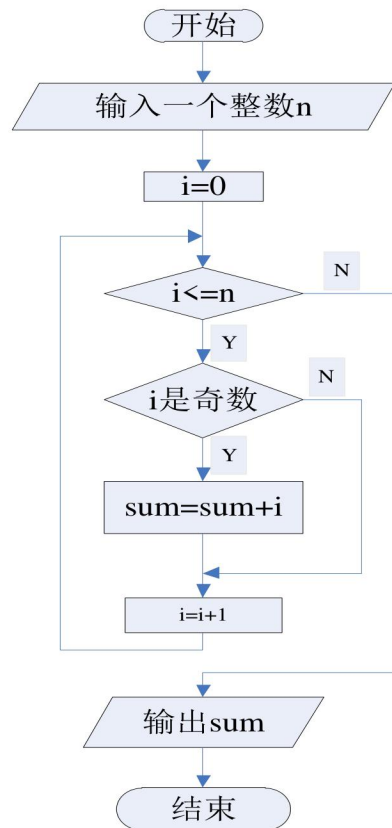 开始
输入一个整数n
i=0
i<=n
N
Y
i是奇数
N
Y
sum=sum+i
i=i+1
输出sum
结束